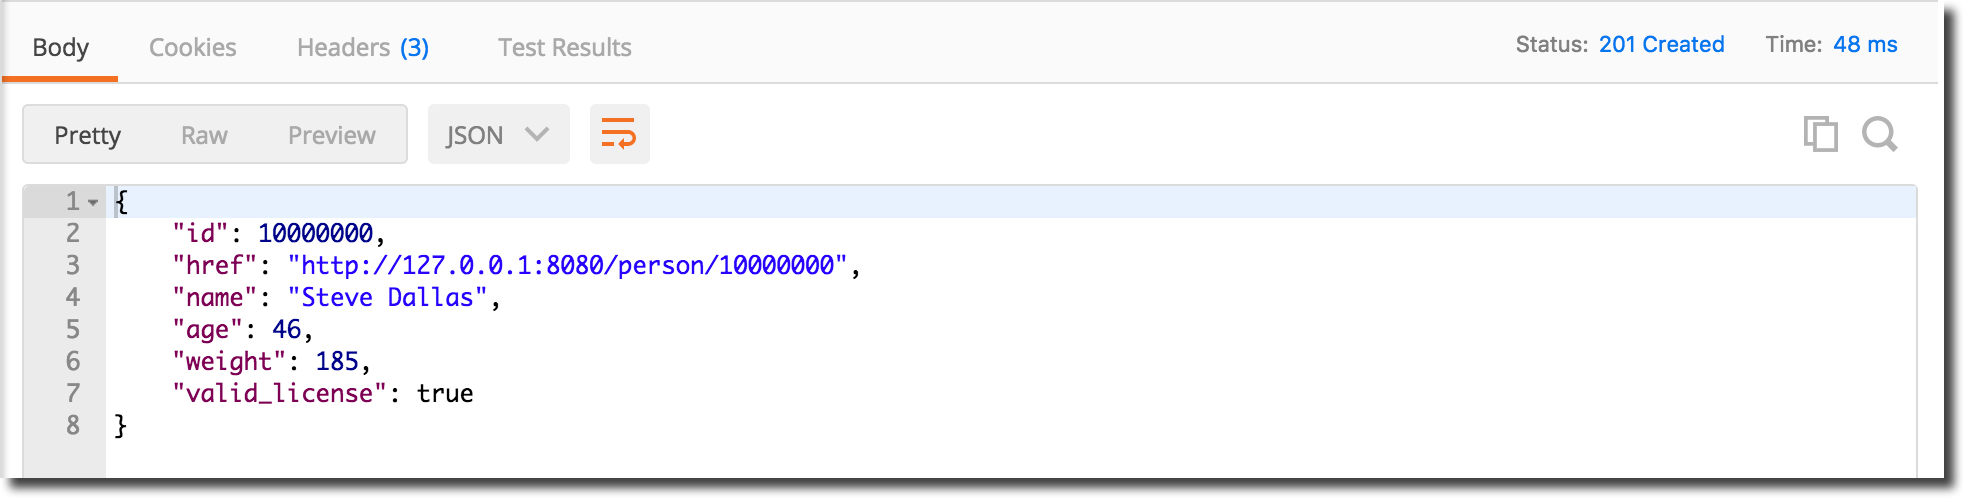 Body Cookies Headers (3) Test Results Status: 201 Created Time: 48 ms
Pretty Raw Preview JSON
1 {
2 "id": 10000000,
3 "href": "http://127.0.0.1:8080/person/10000000",
4 "name": "Steve Dallas",
5 "age": 46,
6 "weight": 185,
7 "valid_license": true
8 }